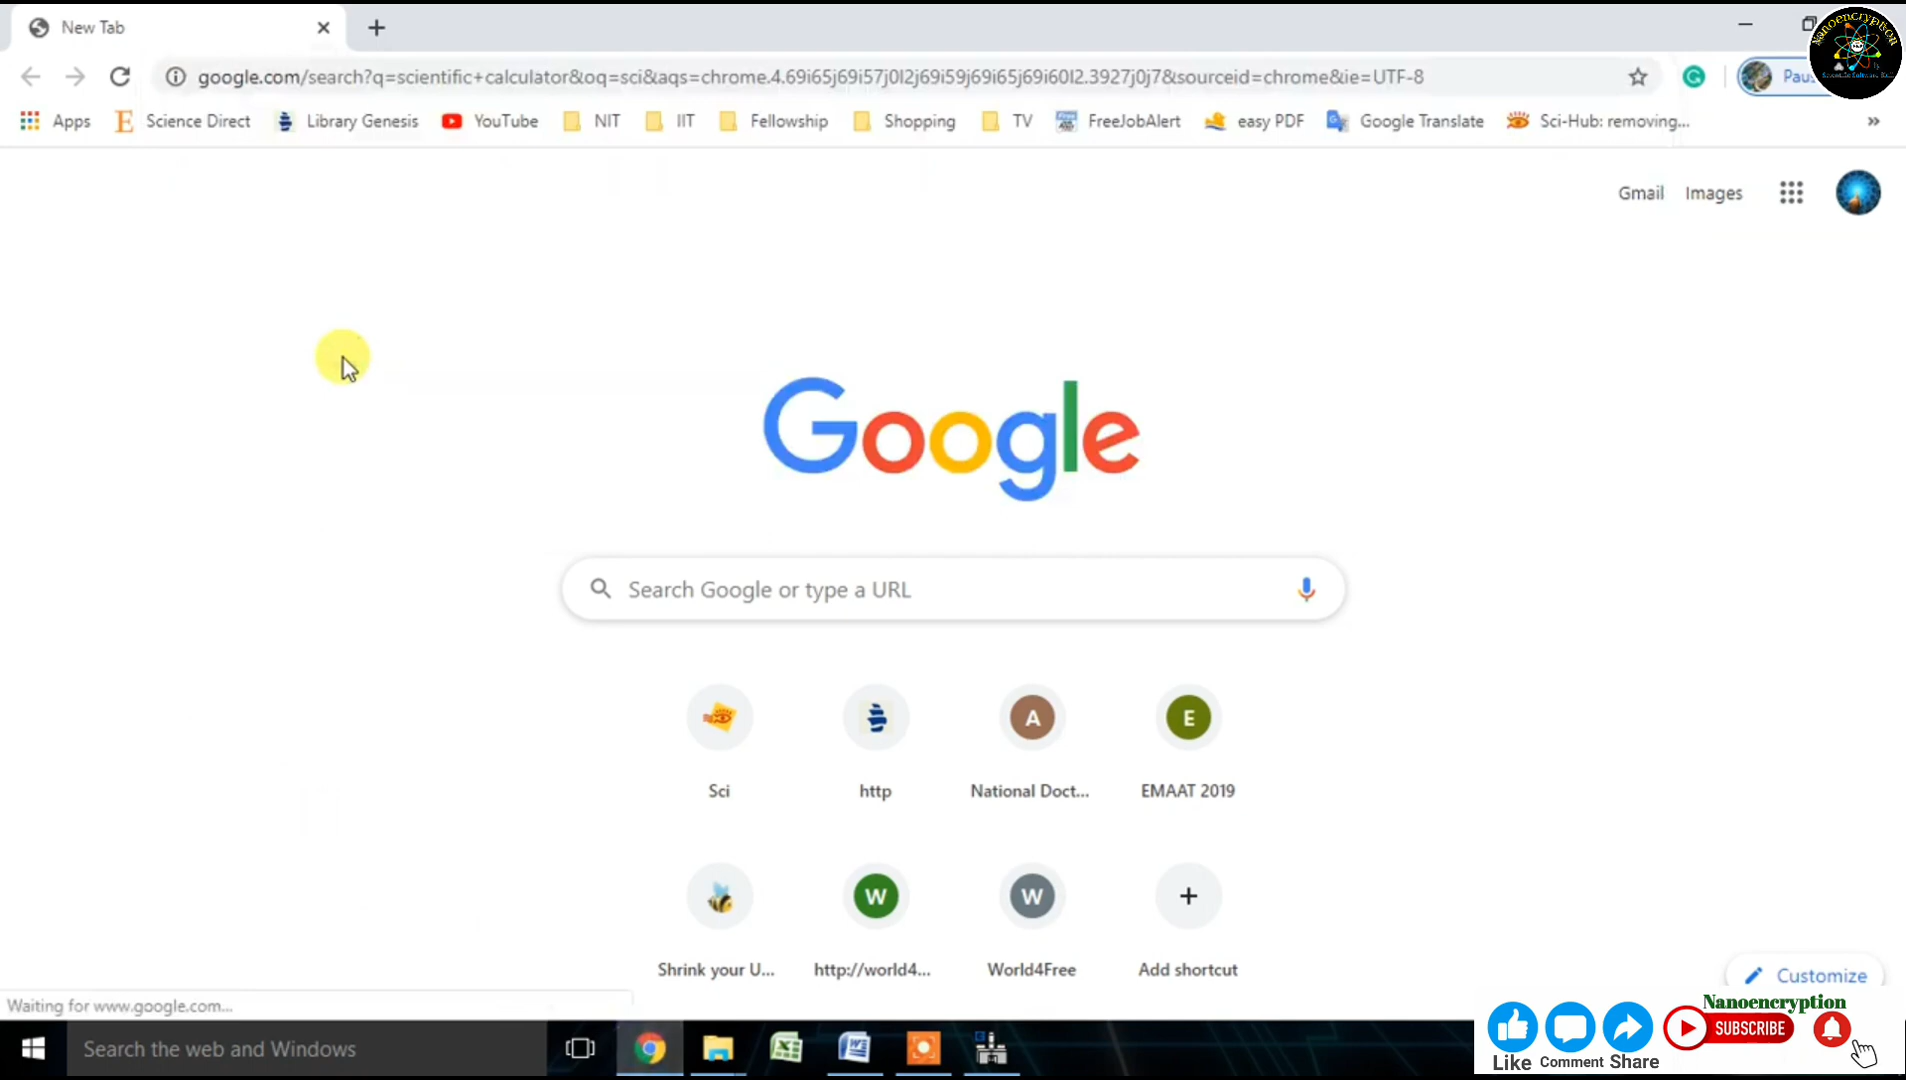 New Tab
google.com/search?q=scientific+calculator&oq=sci&aqs=chrome.4.69i65j69i57j0l2j69i59j69i65j69i60l2.3927j0j7&sourceid=chrome&ie=UTF-8
Paus
Nanoencryption
Apps Science Direct Library Genesis YouTube NIT IIT Fellowship Shopping TV FreeJobAlert easy PDF Google Translate Sci-Hub: removing... »
Gmail Images
Google
Search Google or type a URL
A E
Sci http National Doct... EMAAT 2019
W W
Shrink your U... http://world4... World4Free Add shortcut
Customize
Waiting for www.google.com...
Nanoencryption
SUBSCRIBE
Search the web and Windows
Like Comment Share